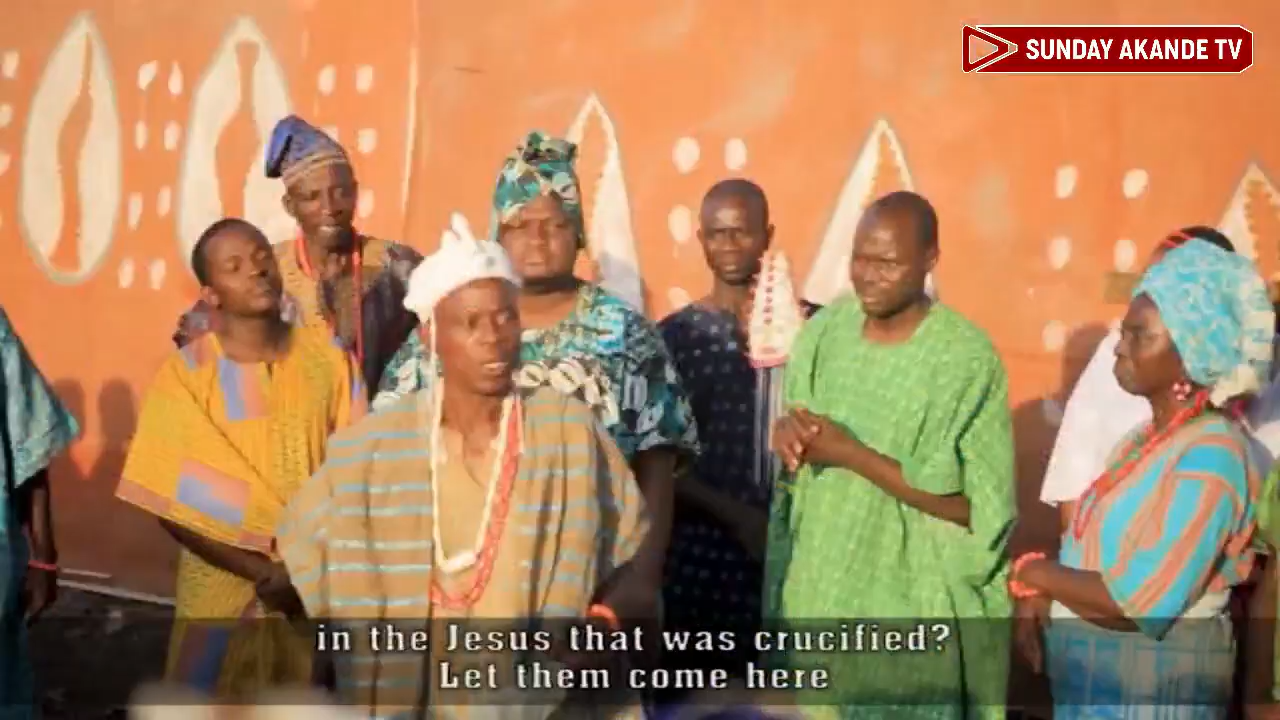 SUNDAY AKANDE TV
in the Jesus that was crucified?
Let them come here